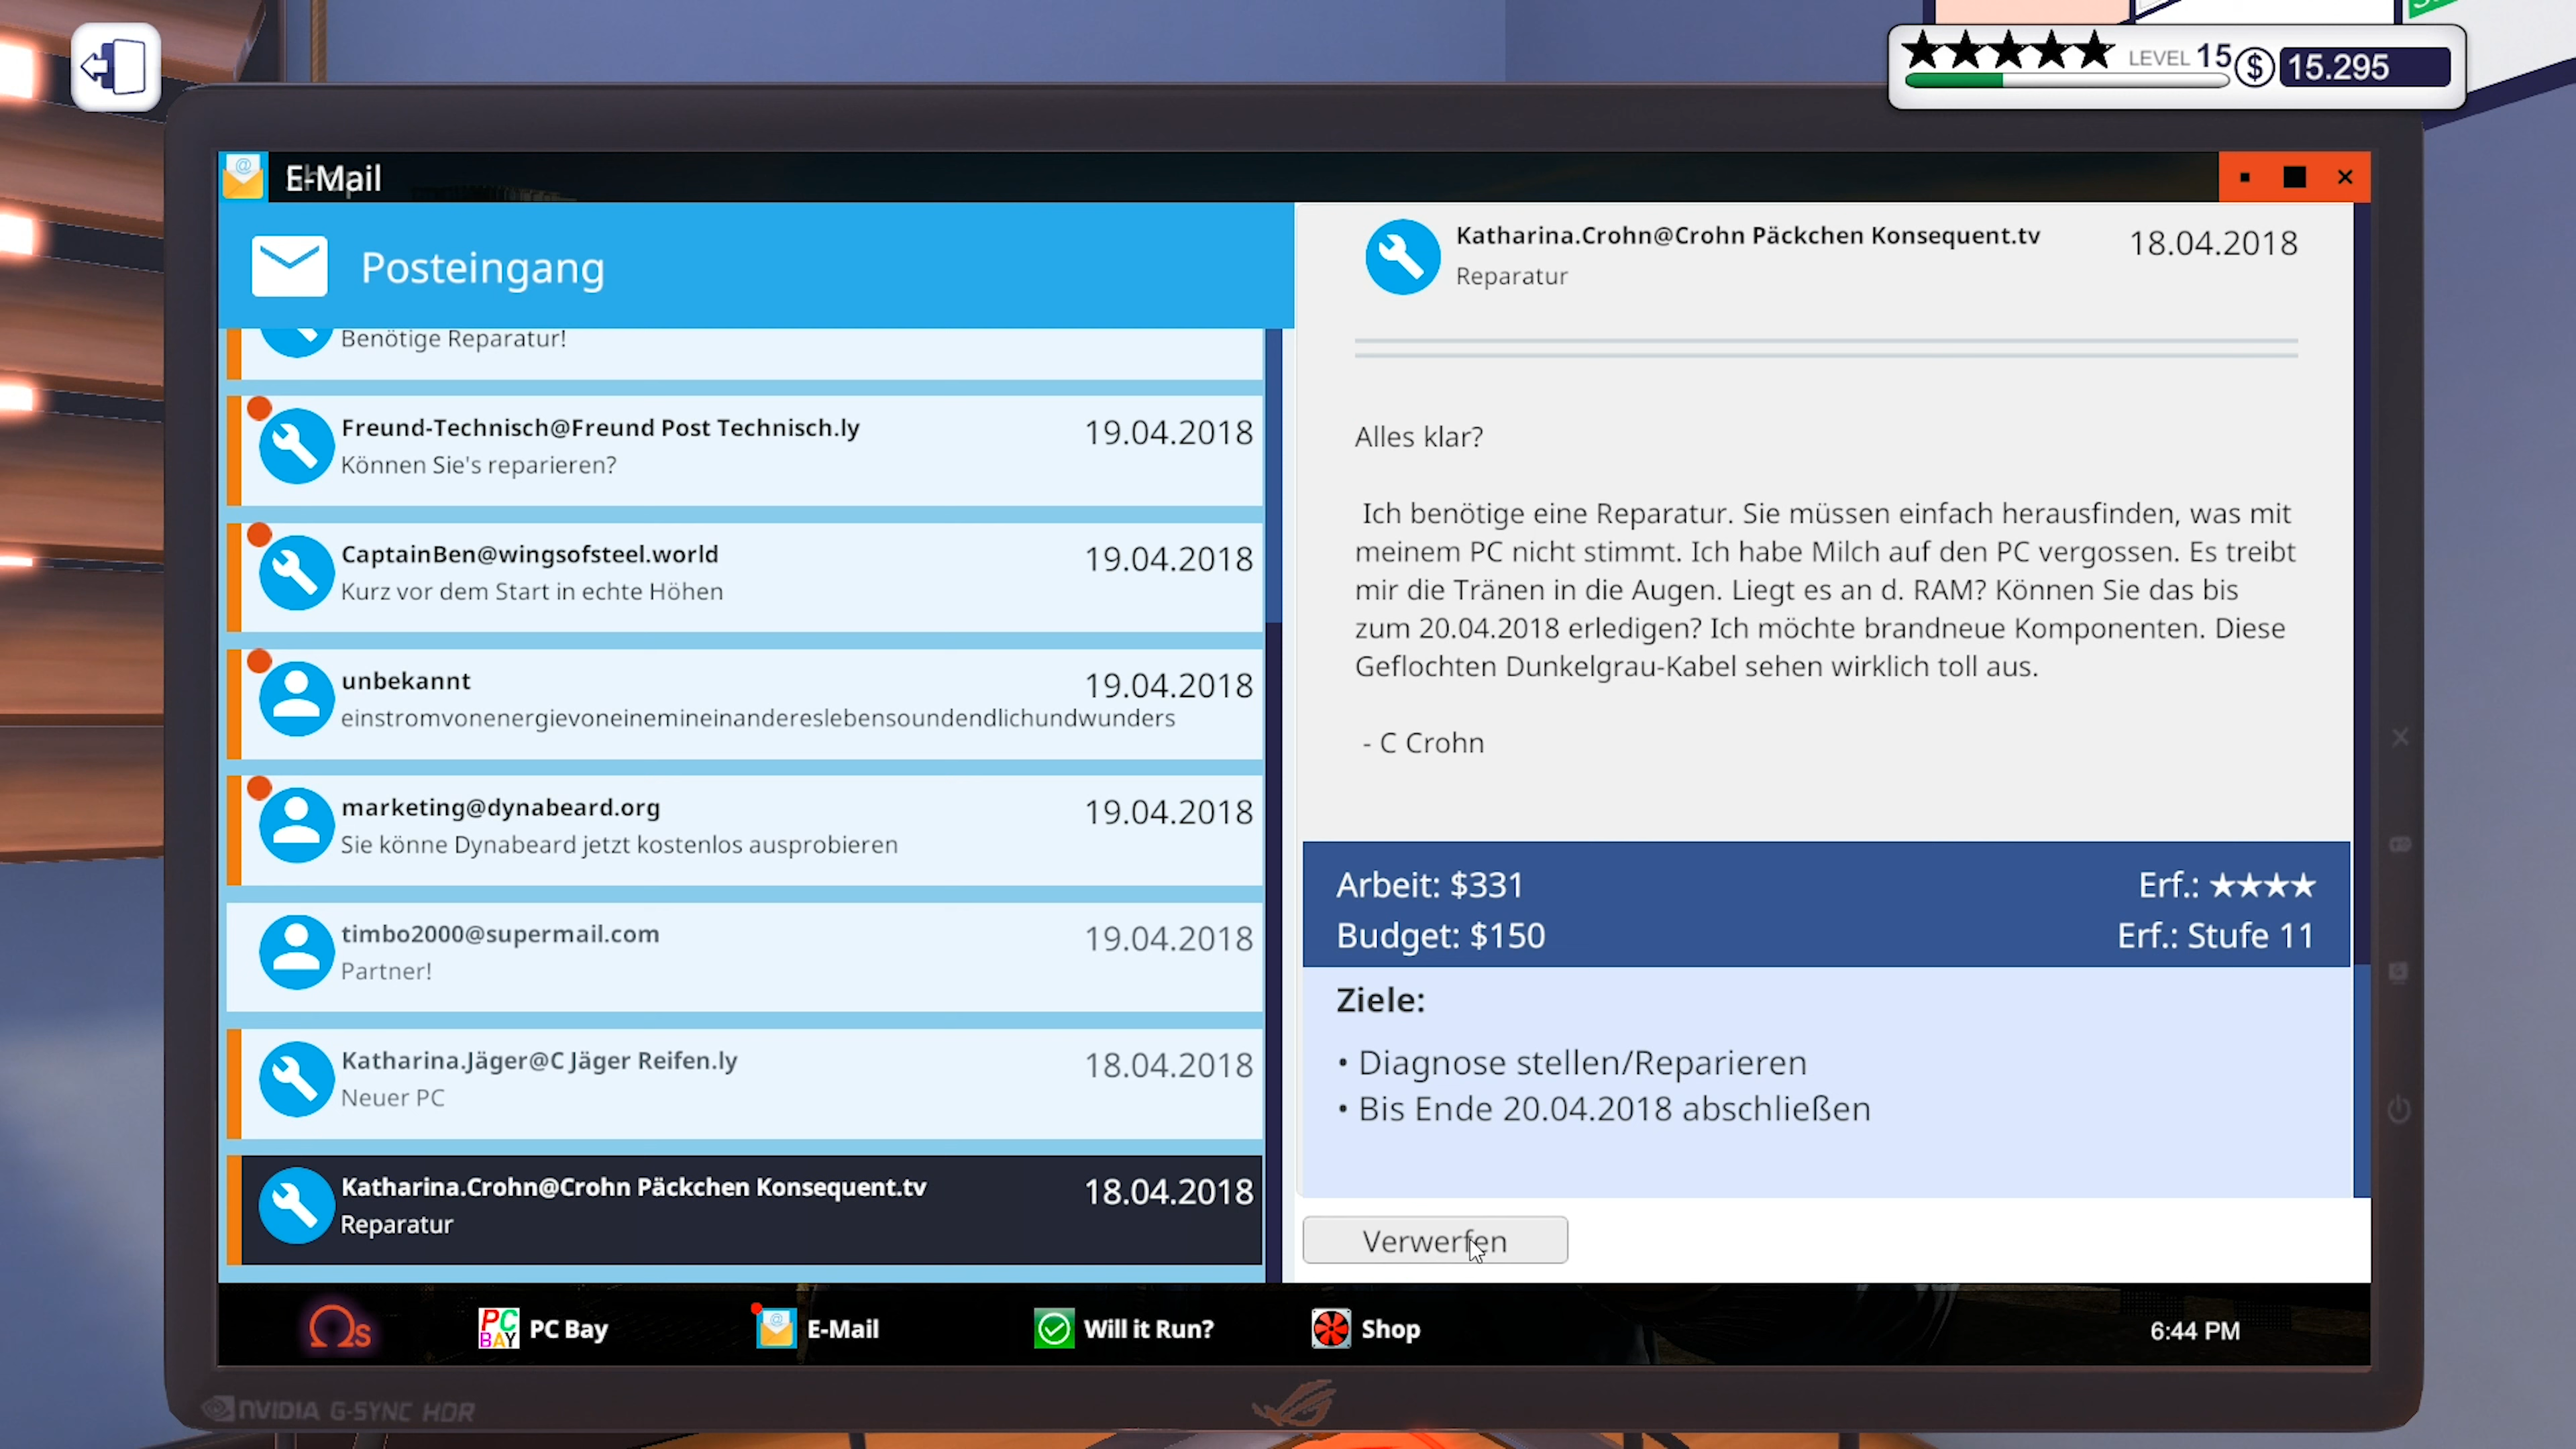 LEVEL 15
$ 15.295
E-Mail
Posteingang
Benötige Reparatur!
Freund-Technisch@Freund Post Technisch.ly
19.04.2018
Können Sie's reparieren?
CaptainBen@wingsofsteel.world
19.04.2018
Kurz vor dem Start in echte Höhen
unbekannt
19.04.2018
einstromvonenergievoneinemineinandereslebensoundendlichundwunders
marketing@dynabeard.org
19.04.2018
Sie könne Dynabeard jetzt kostenlos ausprobieren
timbo2000@supermail.com
19.04.2018
Partner!
Katharina.Jäger@C Jäger Reifen.ly
18.04.2018
Neuer PC
Katharina.Crohn@Crohn Päckchen Konsequent.tv
18.04.2018
Reparatur
Katharina.Crohn@Crohn Päckchen Konsequent.tv
18.04.2018
Reparatur
Alles klar?
Ich benötige eine Reparatur. Sie müssen einfach herausfinden, was mit
meinem PC nicht stimmt. Ich habe Milch auf den PC vergossen. Es treibt
mir die Tränen in die Augen. Liegt es an d. RAM? Können Sie das bis
zum 20.04.2018 erledigen? Ich möchte brandneue Komponenten. Diese
Geflochten Dunkelgrau-Kabel sehen wirklich toll aus.
- C Crohn
Arbeit: $331
Erf.: ★★★★
Budget: $150
Erf.: Stufe 11
Ziele:
• Diagnose stellen/Reparieren
• Bis Ende 20.04.2018 abschließen
Verwerfen
Ωs
PC BAY
PC Bay
E-Mail
Will it Run?
Shop
6:44 PM
NVIDIA G-SYNC HDR